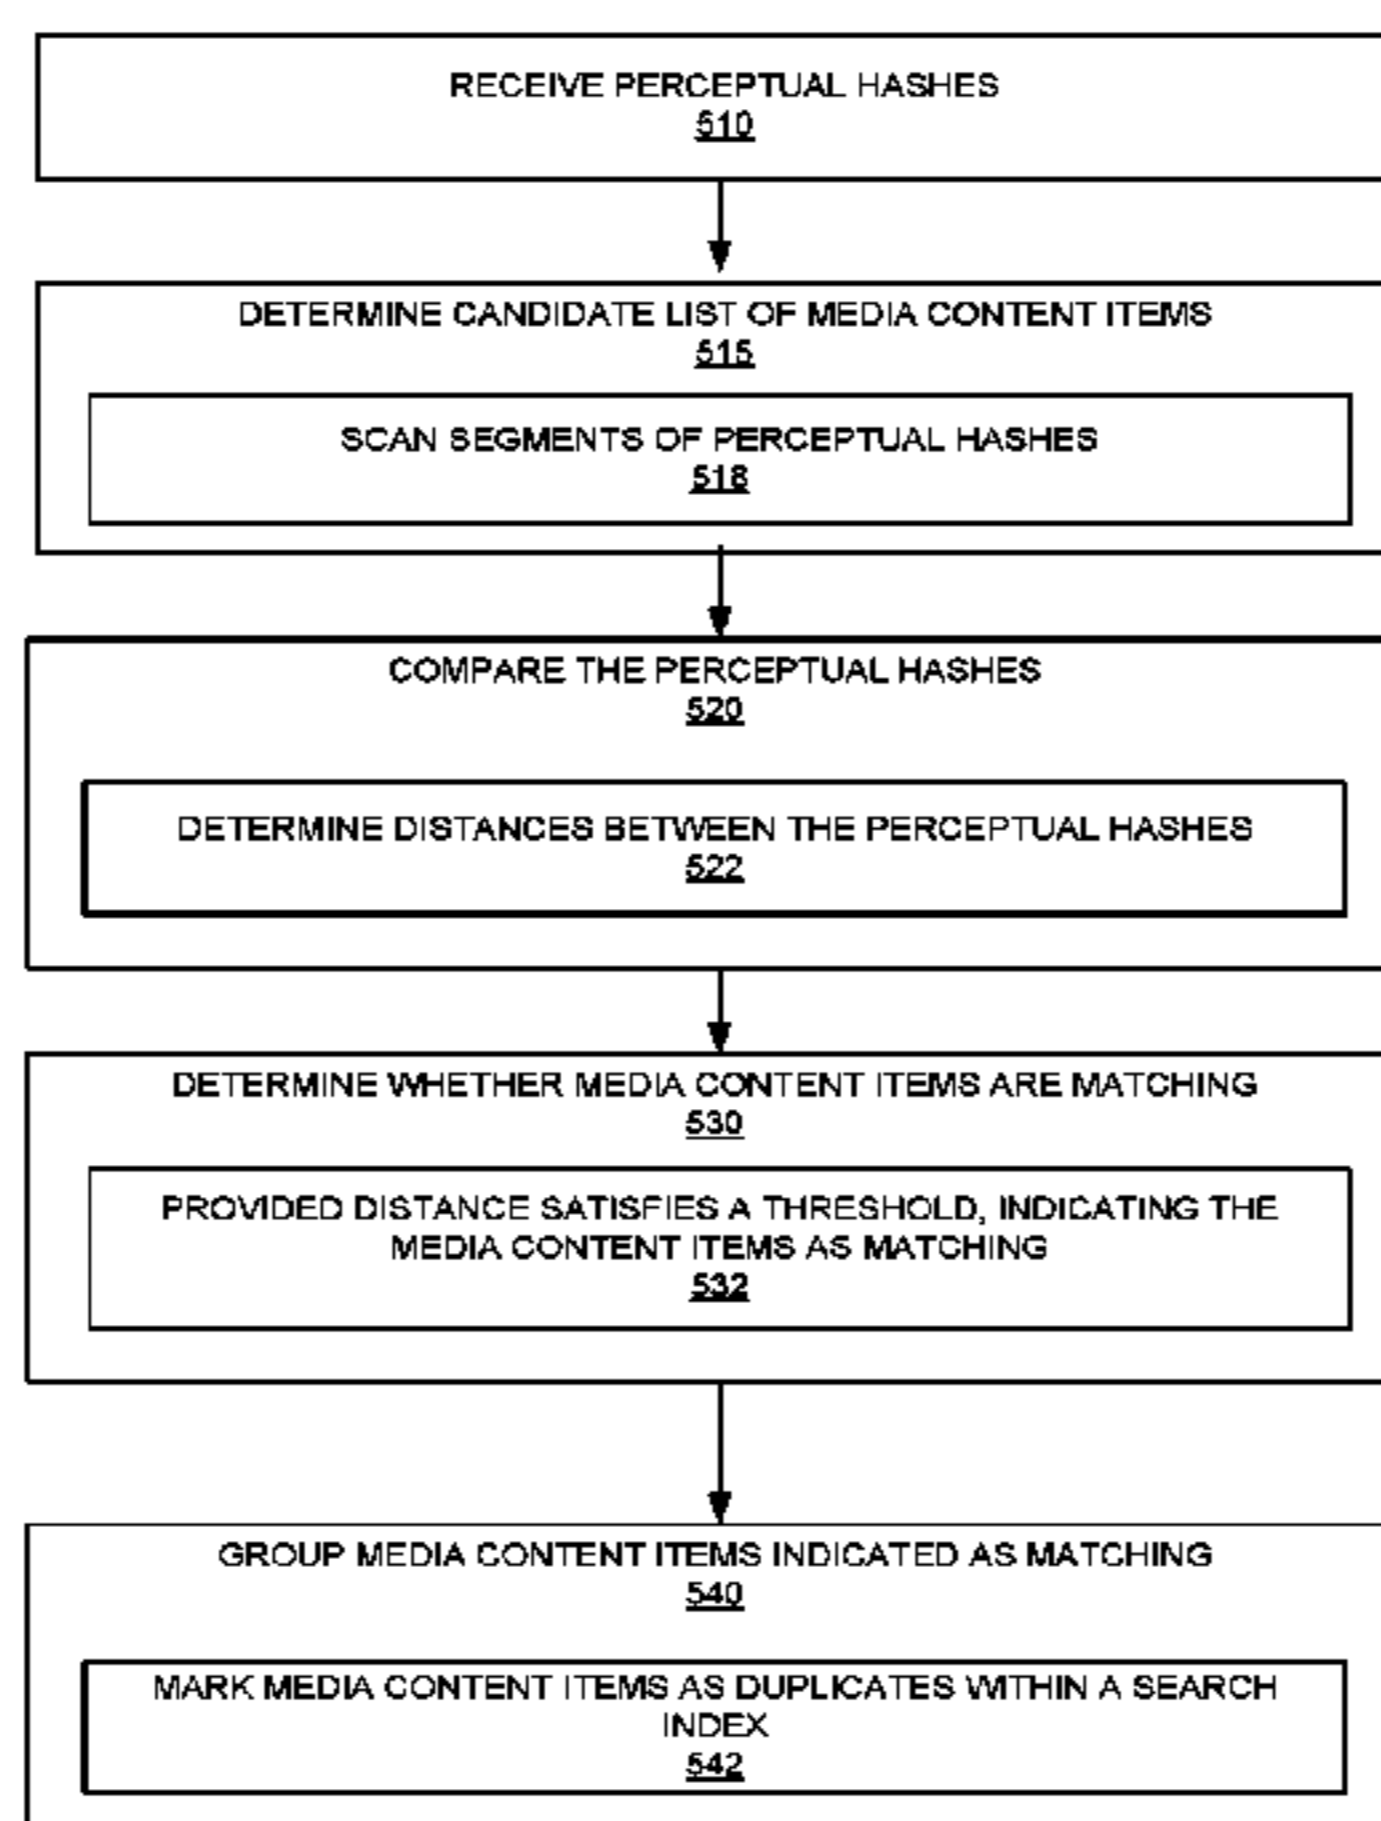 RECEIVE PERCEPTUAL HASHES
510
DETERMINE CANDIDATE LIST OF MEDIA CONTENT ITEMS
515
SCAN SEGMENTS OF PERCEPTUAL HASHES
518
COMPARE THE PERCEPTUAL HASHES
520
DETERMINE DISTANCES BETWEEN THE PERCEPTUAL HASHES
522
DETERMINE WHETHER MEDIA CONTENT ITEMS ARE MATCHING
530
PROVIDED DISTANCE SATISFIES A THRESHOLD, INDICATING THE
MEDIA CONTENT ITEMS AS MATCHING
532
GROUP MEDIA CONTENT ITEMS INDICATED AS MATCHING
540
MARK MEDIA CONTENT ITEMS AS DUPLICATES WITHIN A SEARCH
INDEX
542